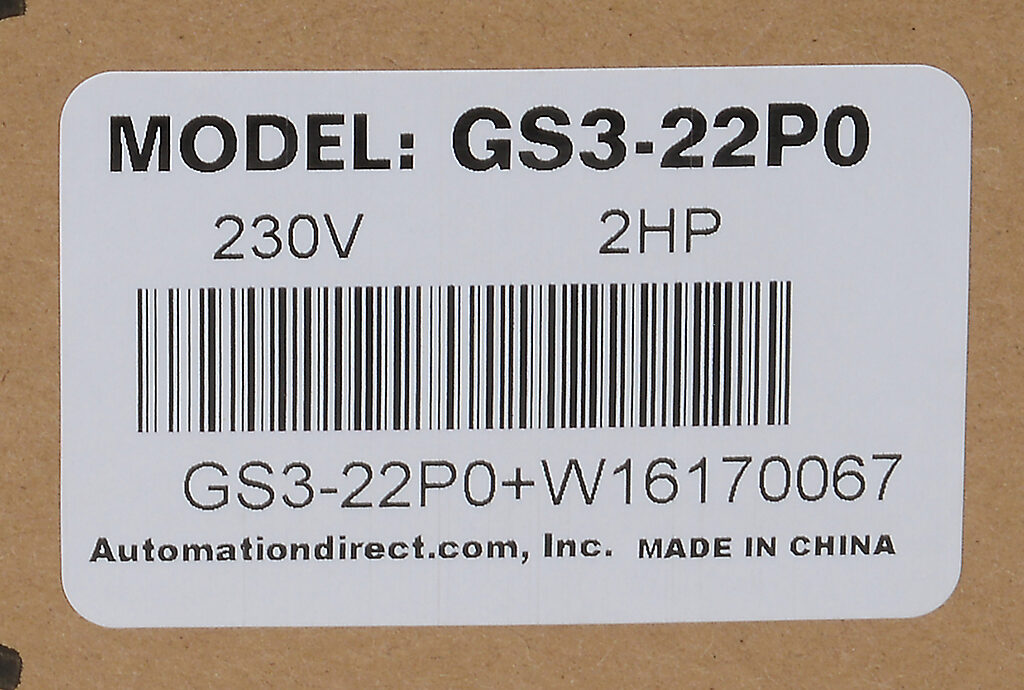 MODEL: GS3-22P0
230V 2HP
GS3-22P0+W16170067
Automationdirect.com, Inc. MADE IN CHINA